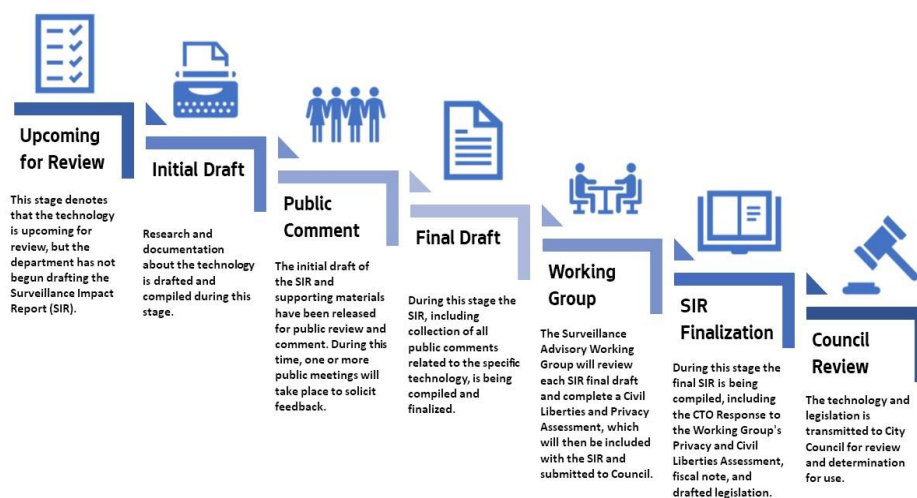 Upcoming
for Review
This stage denotes
that the technology
is upcoming for
review, but the
department has not
begun drafting the
Surveillance Impact
Report (SIR).
Initial Draft
Research and
documentation
about the technology
is drafted and
compiled during this
stage.
Public
Comment
The initial draft of
the SIR and
supporting materials
have been released
for public review and
comment. During this
time, one or more
public meetings will
take place to solicit
feedback.
Final Draft
During this stage the
SIR, including
collection of all
public comments
related to the specific
technology, is being
compiled and
finalized.
Working
Group
The Surveillance
Advisory Working
Group will review
each SIR final draft
and complete a Civil
Liberties and Privacy
Assessment, which
will then be included
with the SIR and
submitted to Council.
SIR
Finalization
During this stage the
final SIR is being
compiled, including
the CTO Response to
the Working Group's
Privacy and Civil
Liberties Assessment,
fiscal note, and
drafted legislation.
Council
Review
The technology and
legislation is
transmitted to City
Council for review
and determination
for use.